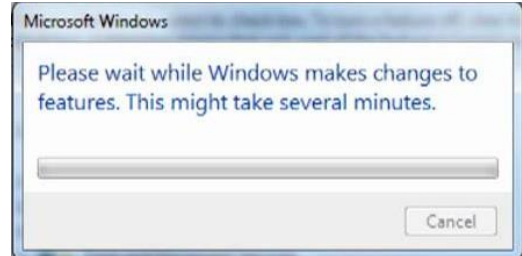 Microsoft Windows
Please wait while Windows makes changes to
features. This might take several minutes.
Cancel